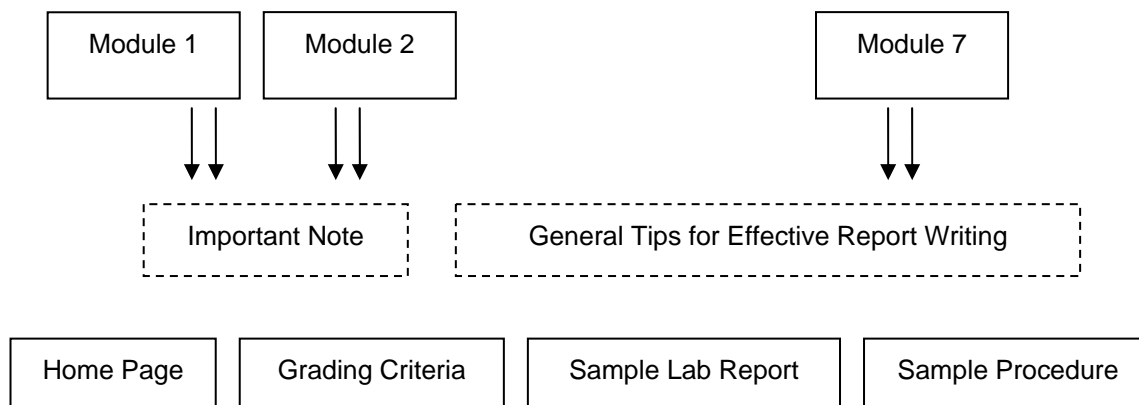 Module 1
Module 2
Module 7
Important Note
General Tips for Effective Report Writing
Home Page
Grading Criteria
Sample Lab Report
Sample Procedure